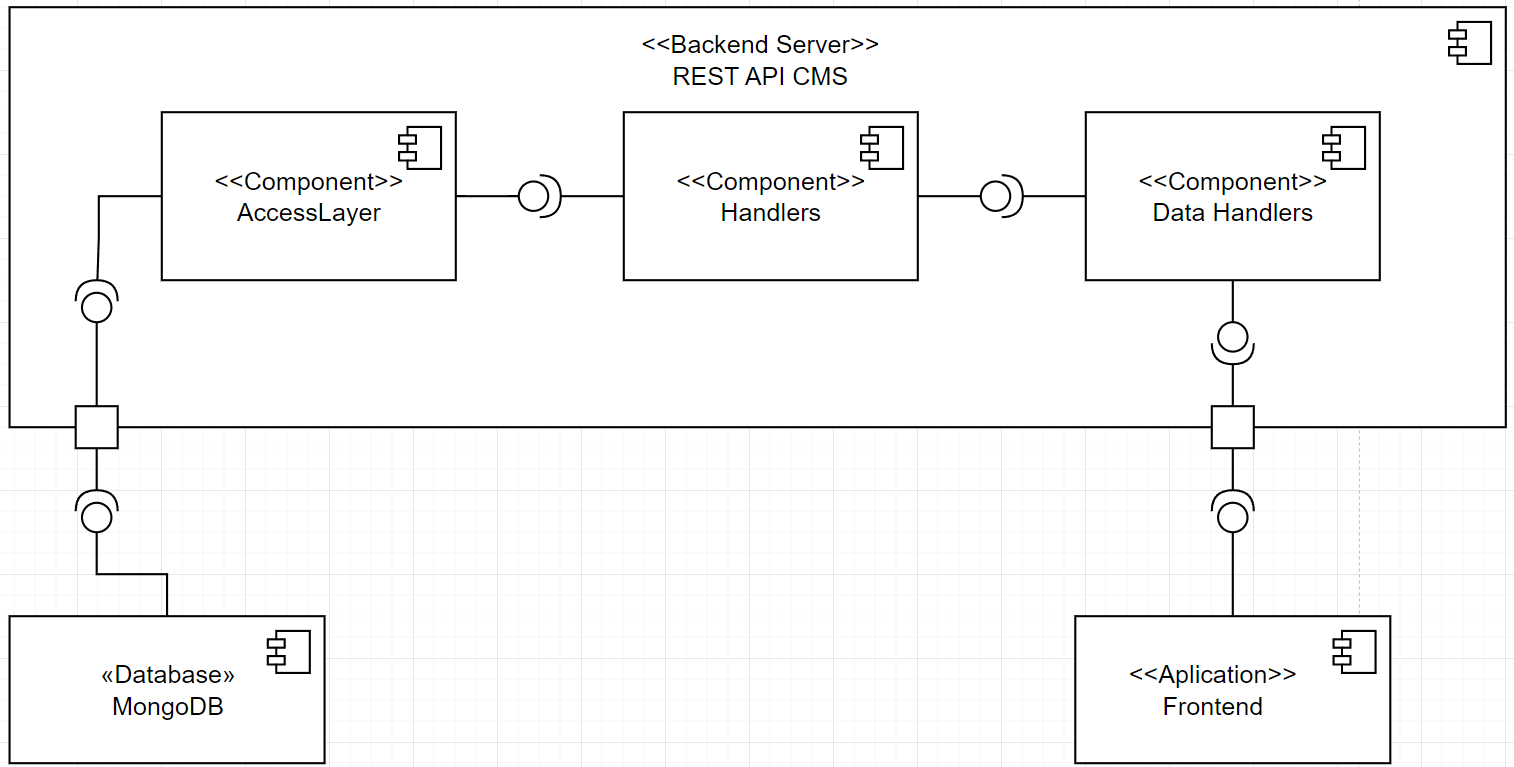 <<Backend Server>>
REST API CMS
<<Component>>
AccessLayer
<<Component>>
Handlers
<<Component>>
Data Handlers
«Database»
MongoDB
<<Aplication>>
Frontend